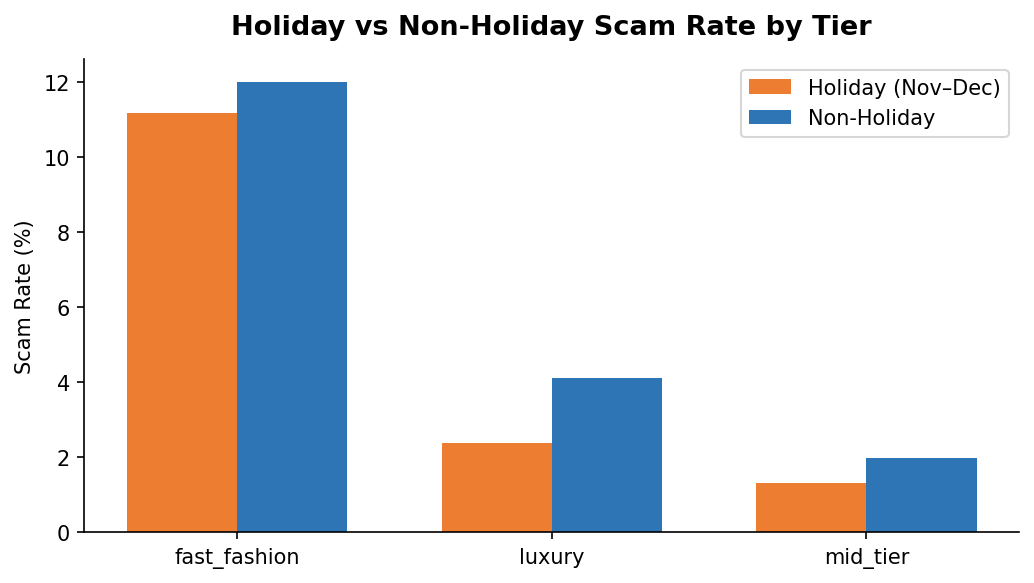 Holiday vs Non-Holiday Scam Rate by Tier
Holiday (Nov–Dec)
Non-Holiday
Scam Rate (%)
12
10
8
6
4
2
0
fast_fashion
luxury
mid_tier